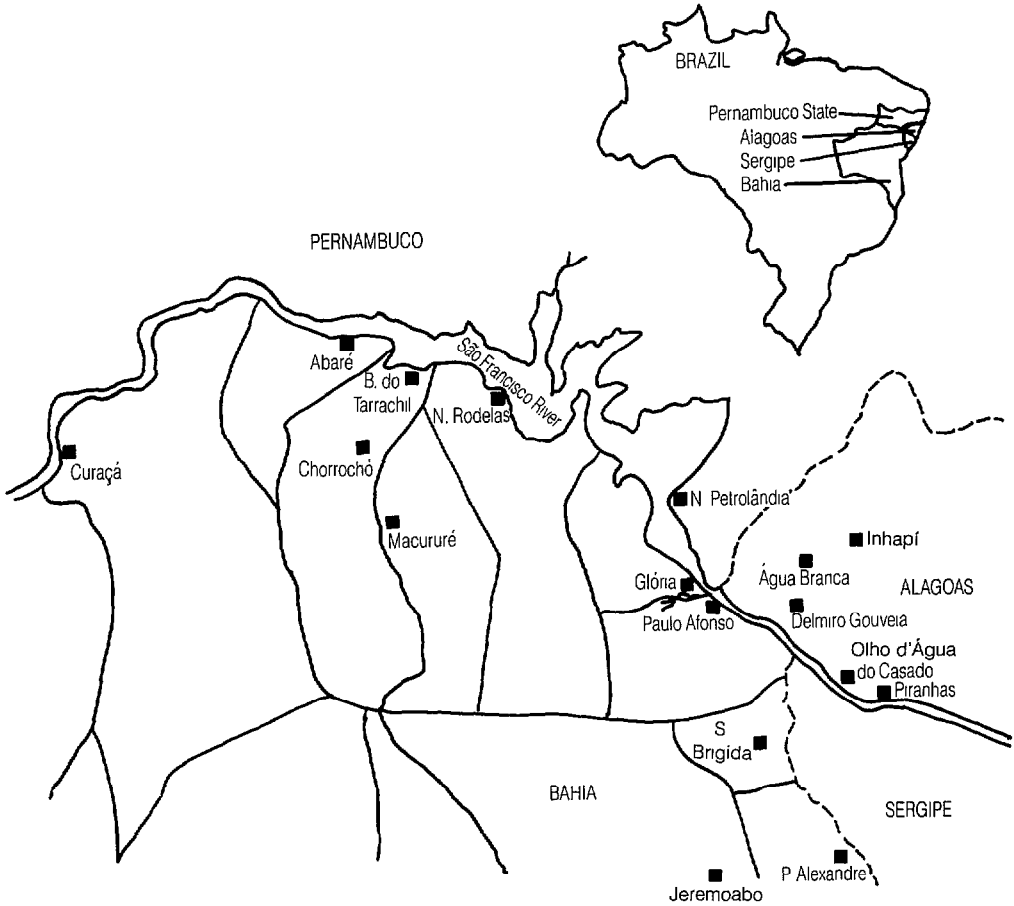 BRAZIL
Pernambuco State
Alagoas
Sergipe
Bahia
PERNAMBUCO
São Francisco River
Abaré
B. do
Tarrachil
N. Rodelas
Curaçá
Chorrochó
Macururé
N Petrolândia
Inhapí
Água Branca
ALAGOAS
Glória
Paulo Afonso
Delmiro Gouveia
Olho d'Água
do Casado
Piranhas
S
Brigída
BAHIA
SERGIPE
P Alexandre
Jeremoabo